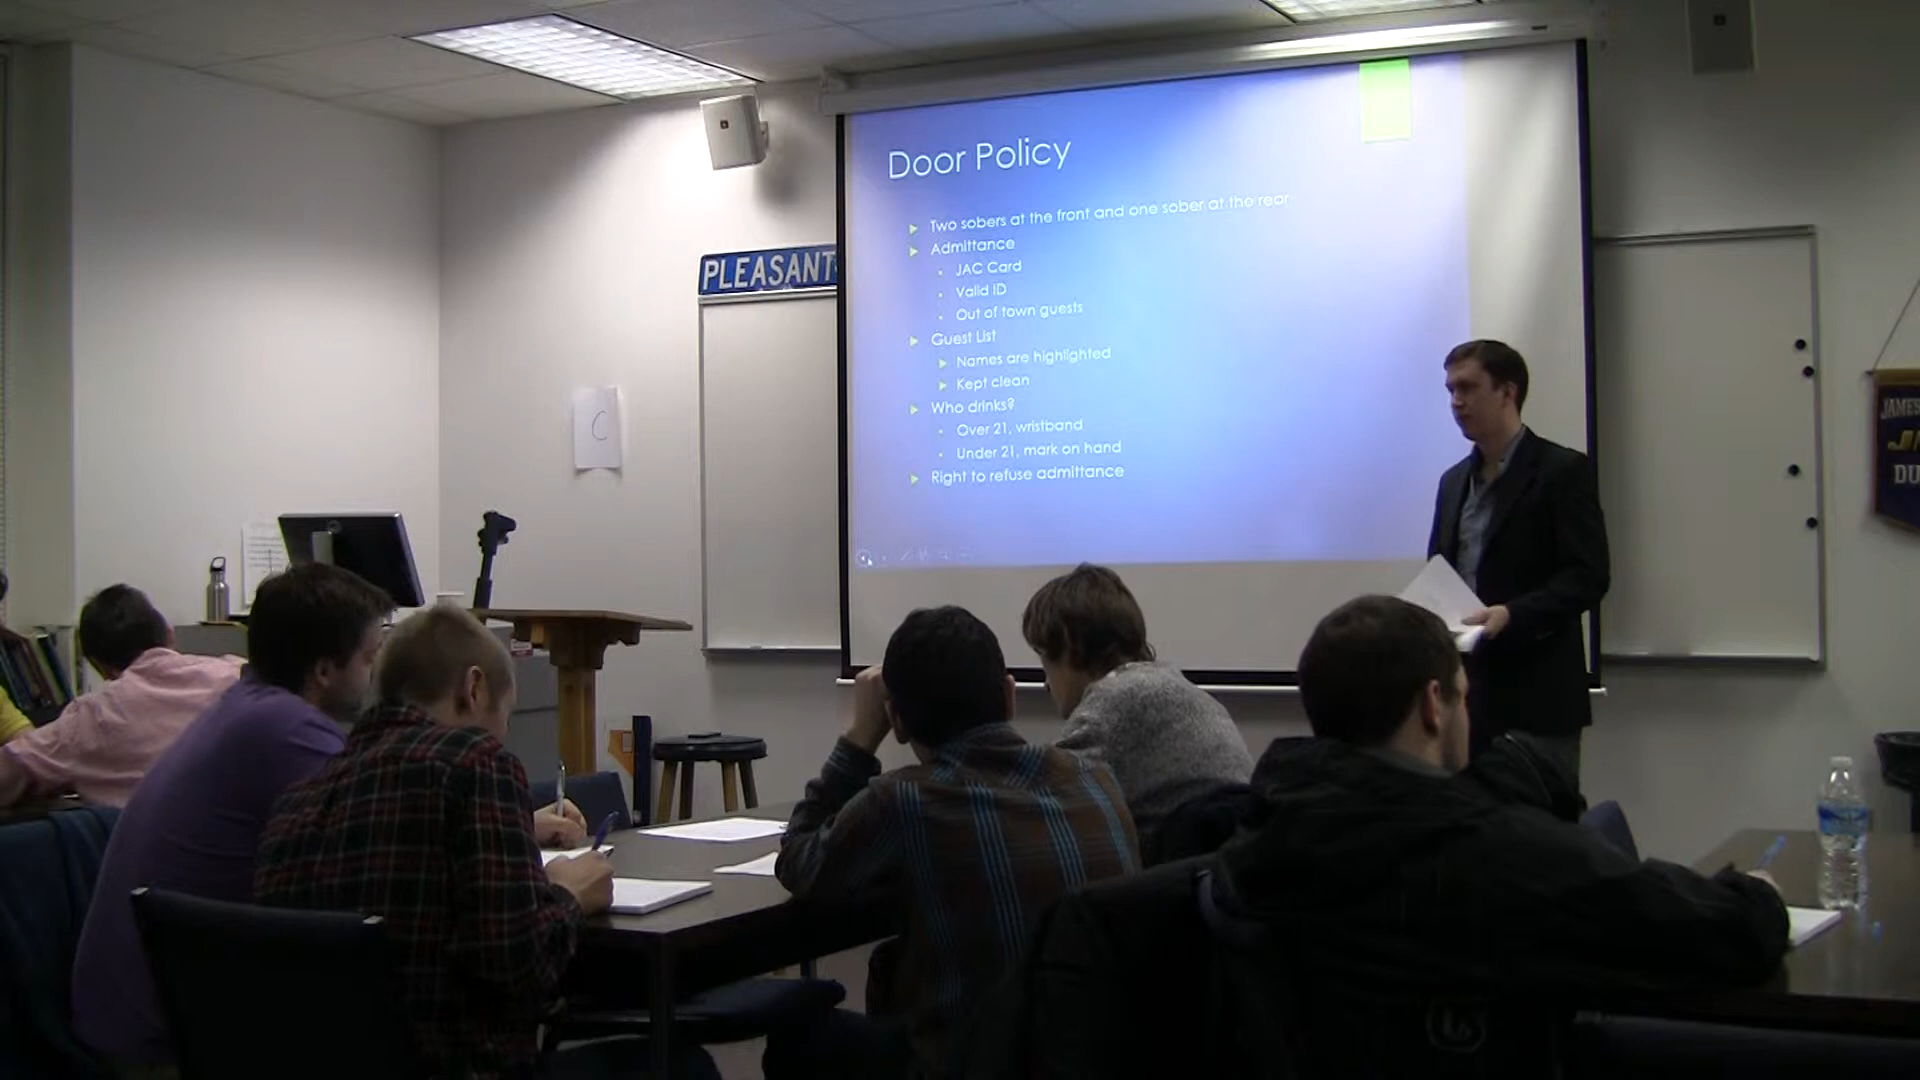 Door Policy
Two sobers at the front and one sober at the rear
Admittance
JAC Card
Valid ID
Out of town guests
Guest List
Names are highlighted
Kept clean
Who drinks?
Over 21, wristband
Under 21, mark on hand
Right to refuse admittance
PLEASANT
C
JAMES
DU